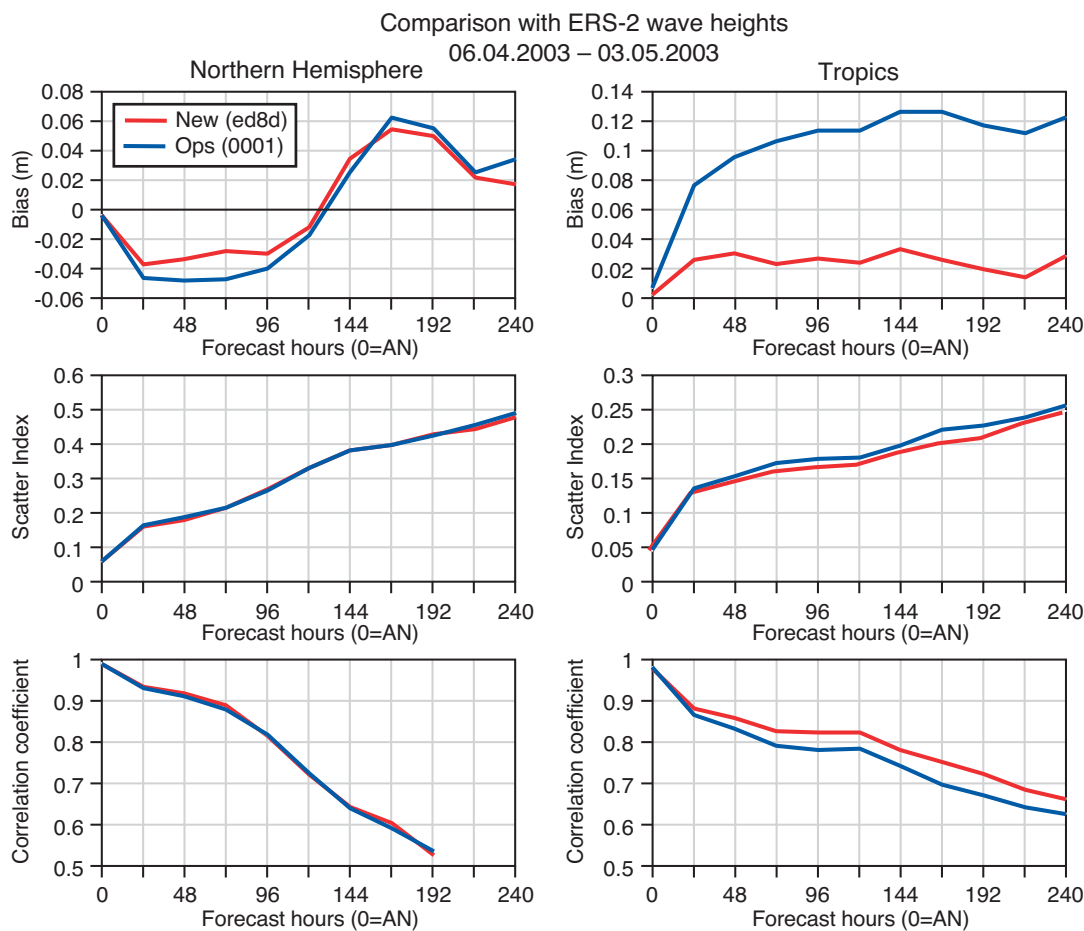 Comparison with ERS-2 wave heights
06.04.2003 – 03.05.2003
Northern Hemisphere
0.08
0.06
0.04
0.02
0
-0.02
-0.04
-0.06
Bias (m)
New (ed8d)
Ops (0001)
0 48 96 144 192 240
Forecast hours (0=AN)
Tropics
0.14
0.12
0.10
0.08
0.06
0.04
0.02
0
Bias (m)
0 48 96 144 192 240
Forecast hours (0=AN)
0.6
0.5
0.4
0.3
0.2
0.1
0
Scatter Index
0 48 96 144 192 240
Forecast hours (0=AN)
0.3
0.25
0.20
0.15
0.10
0.05
0
Scatter Index
0 48 96 144 192 240
Forecast hours (0=AN)
1
0.9
0.8
0.7
0.6
0.5
Correlation coefficient
0 48 96 144 192 240
Forecast hours (0=AN)
1
0.9
0.8
0.7
0.6
0.5
Correlation coefficient
0 48 96 144 192 240
Forecast hours (0=AN)